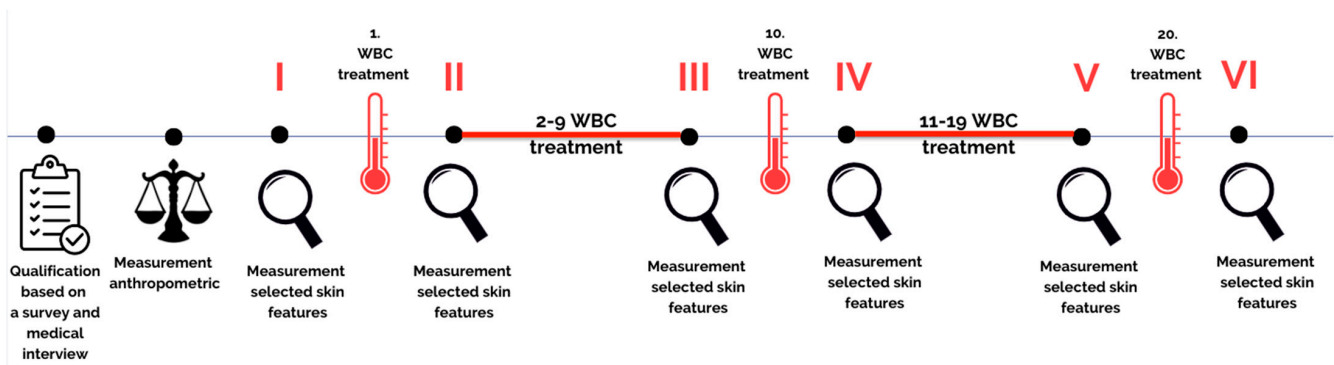 1.
WBC
treatment
10.
WBC
treatment
20.
WBC
treatment
I
II
III
IV
V
VI
2-9 WBC
treatment
11-19 WBC
treatment
Qualification
based on
a survey and
medical
interview
Measurement
anthropometric
Measurement
selected skin
features
Measurement
selected skin
features
Measurement
selected skin
features
Measurement
selected skin
features
Measurement
selected skin
features
Measurement
selected skin
features